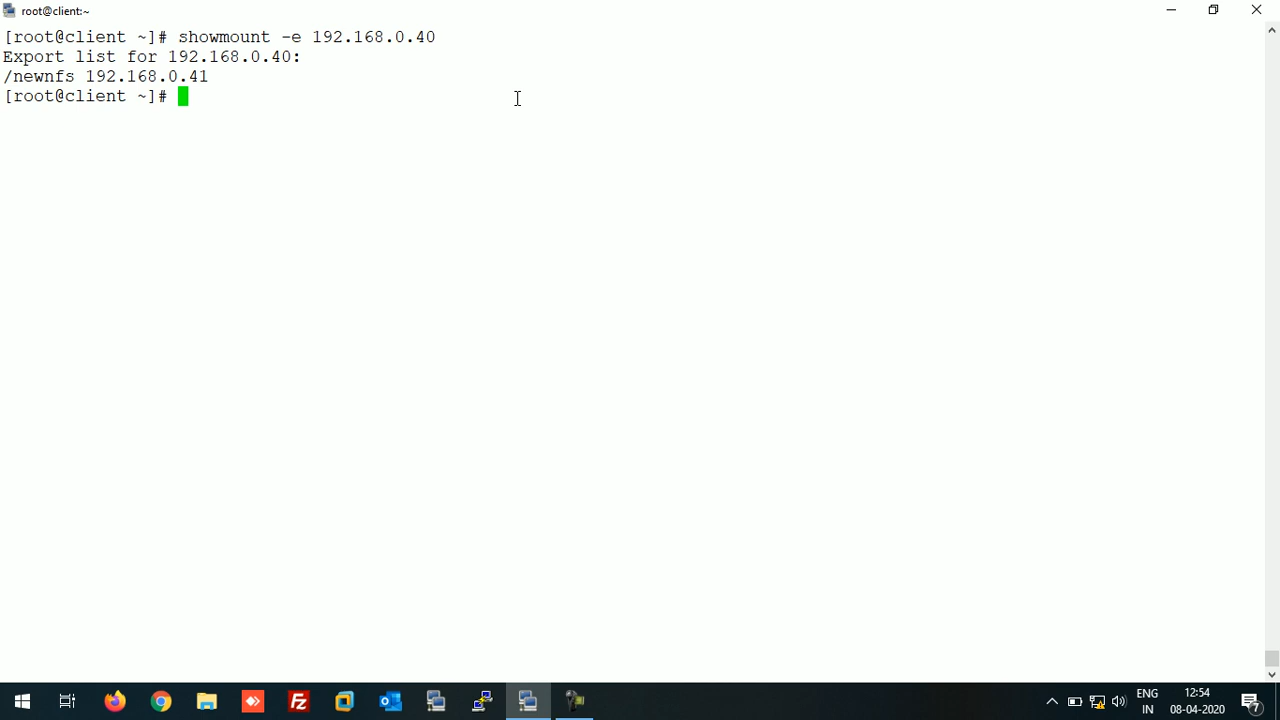 root@client:~
[root@client ~]# showmount -e 192.168.0.40
Export list for 192.168.0.40:
/newnfs 192.168.0.41
[root@client ~]#
ENG
IN
12:54
08-04-2020
7